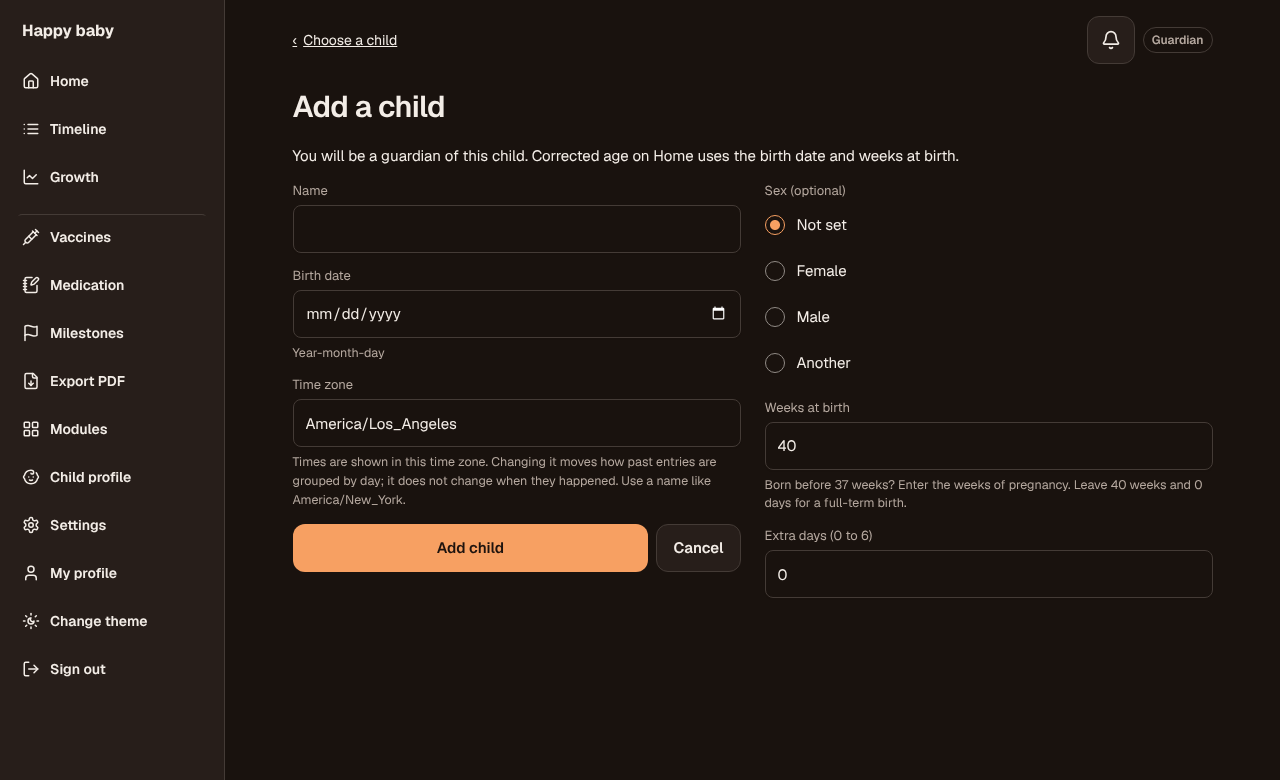 Happy baby
Home
Timeline
Growth
Vaccines
Medication
Milestones
Export PDF
Modules
Child profile
Settings
My profile
Change theme
Sign out
‹ Choose a child
Guardian
Add a child
You will be a guardian of this child. Corrected age on Home uses the birth date and weeks at birth.
Name
Birth date
mm/dd/yyyy
Year-month-day
Time zone
America/Los_Angeles
Times are shown in this time zone. Changing it moves how past entries are
grouped by day; it does not change when they happened. Use a name like
America/New_York.
Add child
Cancel
Sex (optional)
Not set
Female
Male
Another
Weeks at birth
40
Born before 37 weeks? Enter the weeks of pregnancy. Leave 40 weeks and 0
days for a full-term birth.
Extra days (0 to 6)
0